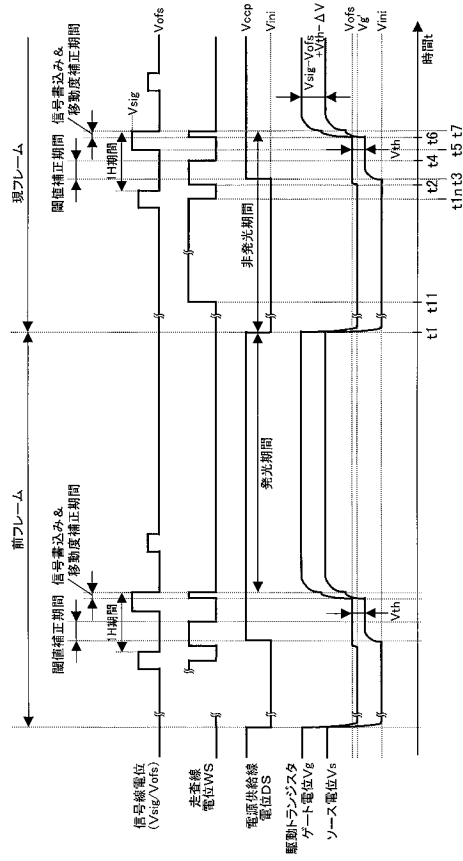 前フレーム
現フレーム
閾値補正期間
信号書込み&
移動度補正期間
1H期間
閾値補正期間
信号書込み&
移動度補正期間
1H期間
信号線電位
(Vsig/Vofs)
Vsig
Vofs
走査線
電位WS
電源供給線
電位DS
Vccp
Vini
発光期間
非発光期間
駆動トランジスタ
ゲート電位Vg
ソース電位Vs
Vth
Vth
Vsig-Vofs
+Vth-ΔV
Vofs
Vg'
Vini
t1
t11
t1n
t2
t3
t4
t5
t6
t7
時間t